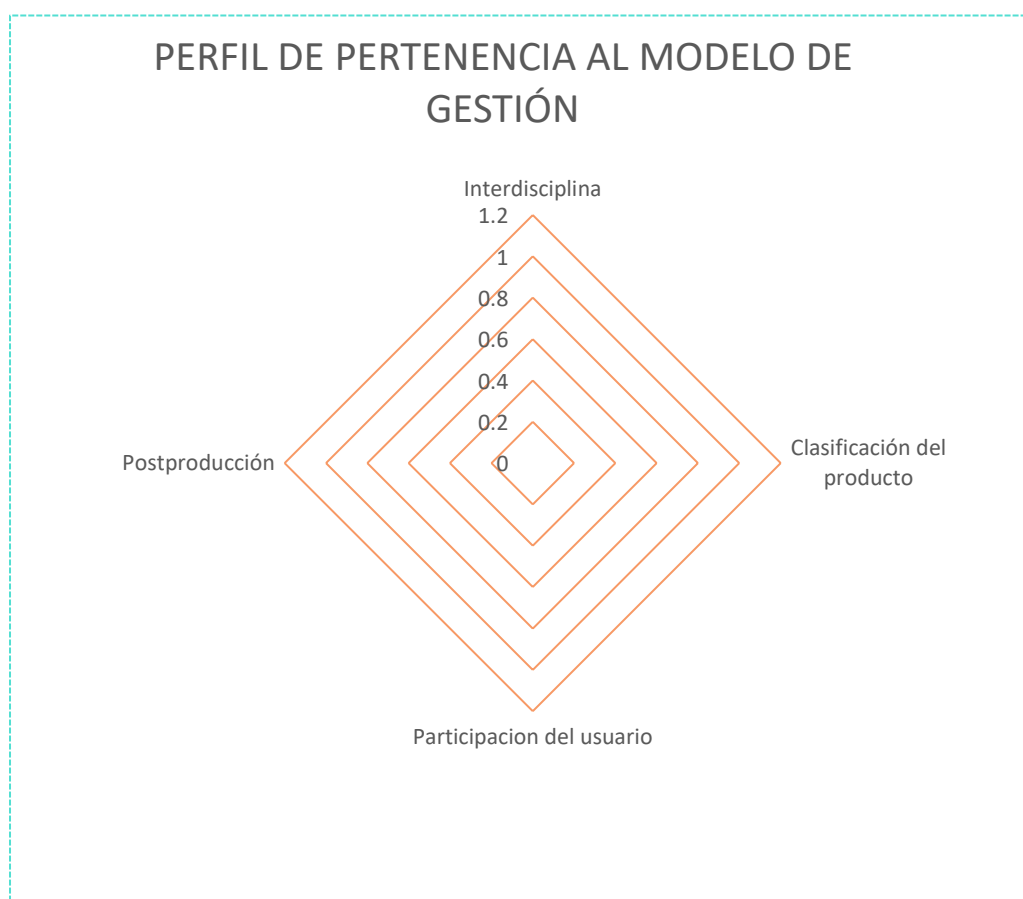 PERFIL DE PERTENENCIA AL MODELO DE
GESTIÓN
Interdisciplina
1.2
1
0.8
0.6
0.4
0.2
0
Postproducción
Clasificación del
producto
Participacion del usuario